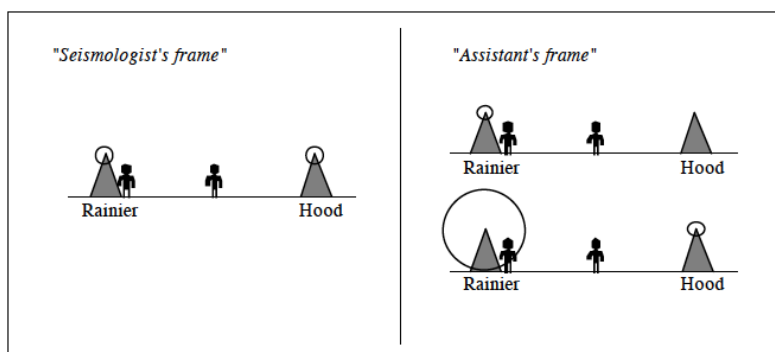 "Seismologist's frame"
Rainier
Hood
"Assistant's frame"
Rainier
Hood
Rainier
Hood